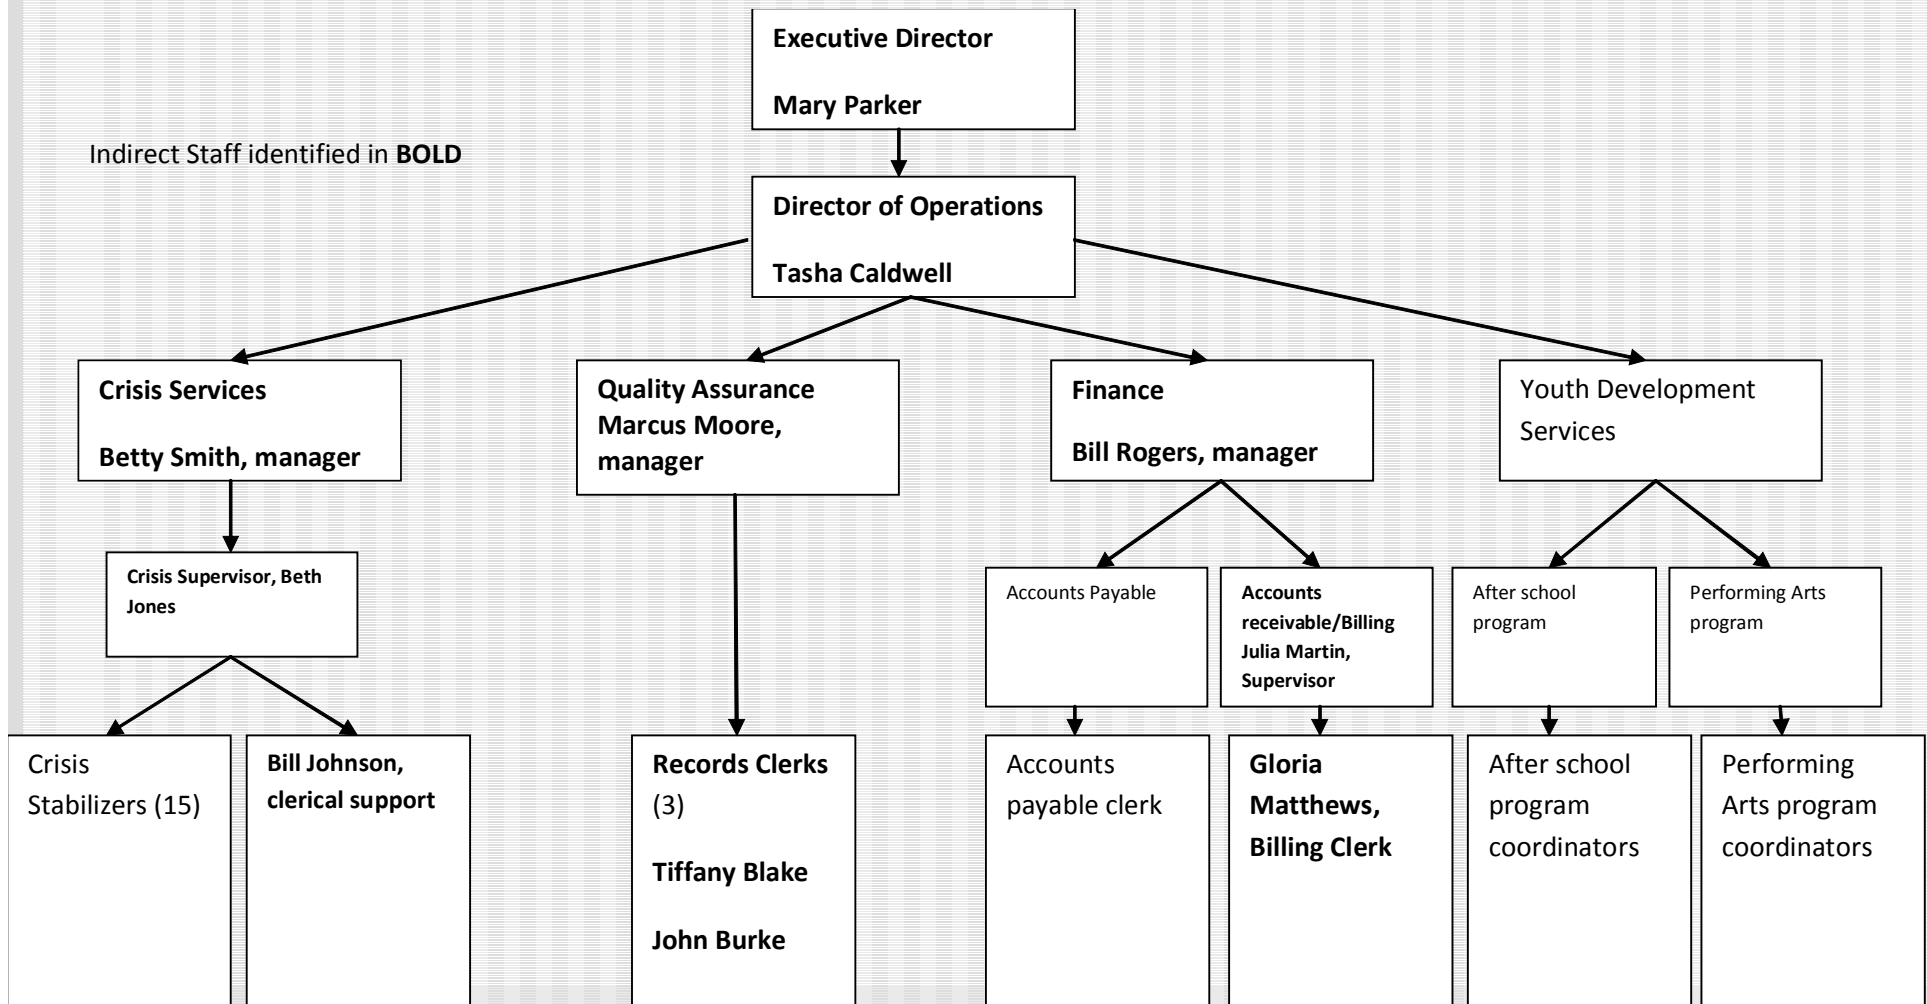 Executive Director
Mary Parker
Indirect Staff identified in BOLD
Director of Operations
Tasha Caldwell
Crisis Services
Betty Smith, manager
Quality Assurance
Marcus Moore,
manager
Finance
Bill Rogers, manager
Youth Development
Services
Crisis Supervisor, Beth
Jones
Accounts Payable
Accounts
receivable/Billing
Julia Martin,
Supervisor
After school
program
Performing Arts
program
Crisis
Stabilizers (15)
Bill Johnson,
clerical support
Records Clerks
(3)
Tiffany Blake
John Burke
Accounts
payable clerk
Gloria
Matthews,
Billing Clerk
After school
program
coordinators
Performing
Arts program
coordinators